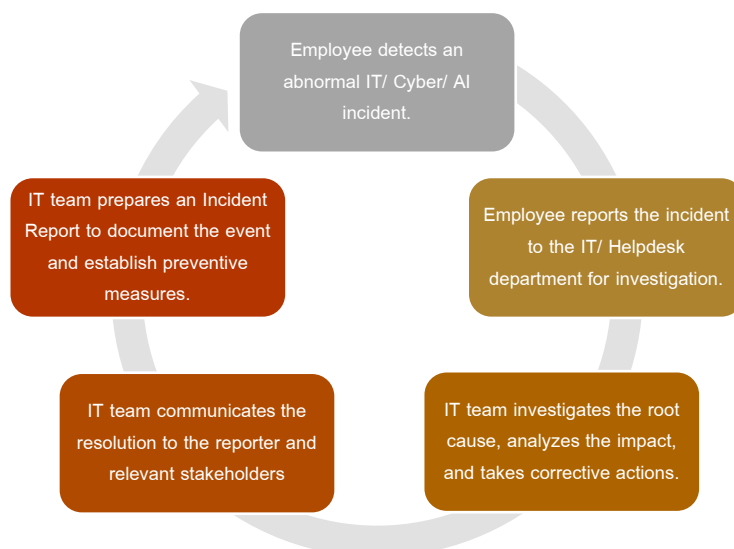 Employee detects an
abnormal IT/ Cyber/ AI
incident.
Employee reports the incident
to the IT/ Helpdesk
department for investigation.
IT team investigates the root
cause, analyzes the impact,
and takes corrective actions.
IT team communicates the
resolution to the reporter and
relevant stakeholders
IT team prepares an Incident
Report to document the event
and establish preventive
measures.